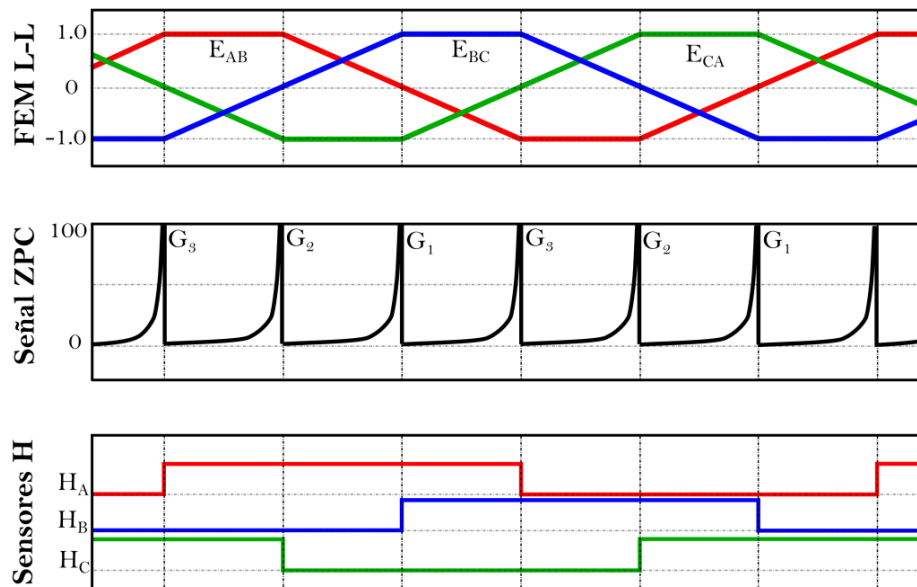 FEM L-L
1.0
0
-1.0
E_AB
E_BC
E_CA
Señal ZPC
100
0
G_3
G_2
G_1
G_3
G_2
G_1
Sensores H
H_A
H_B
H_C